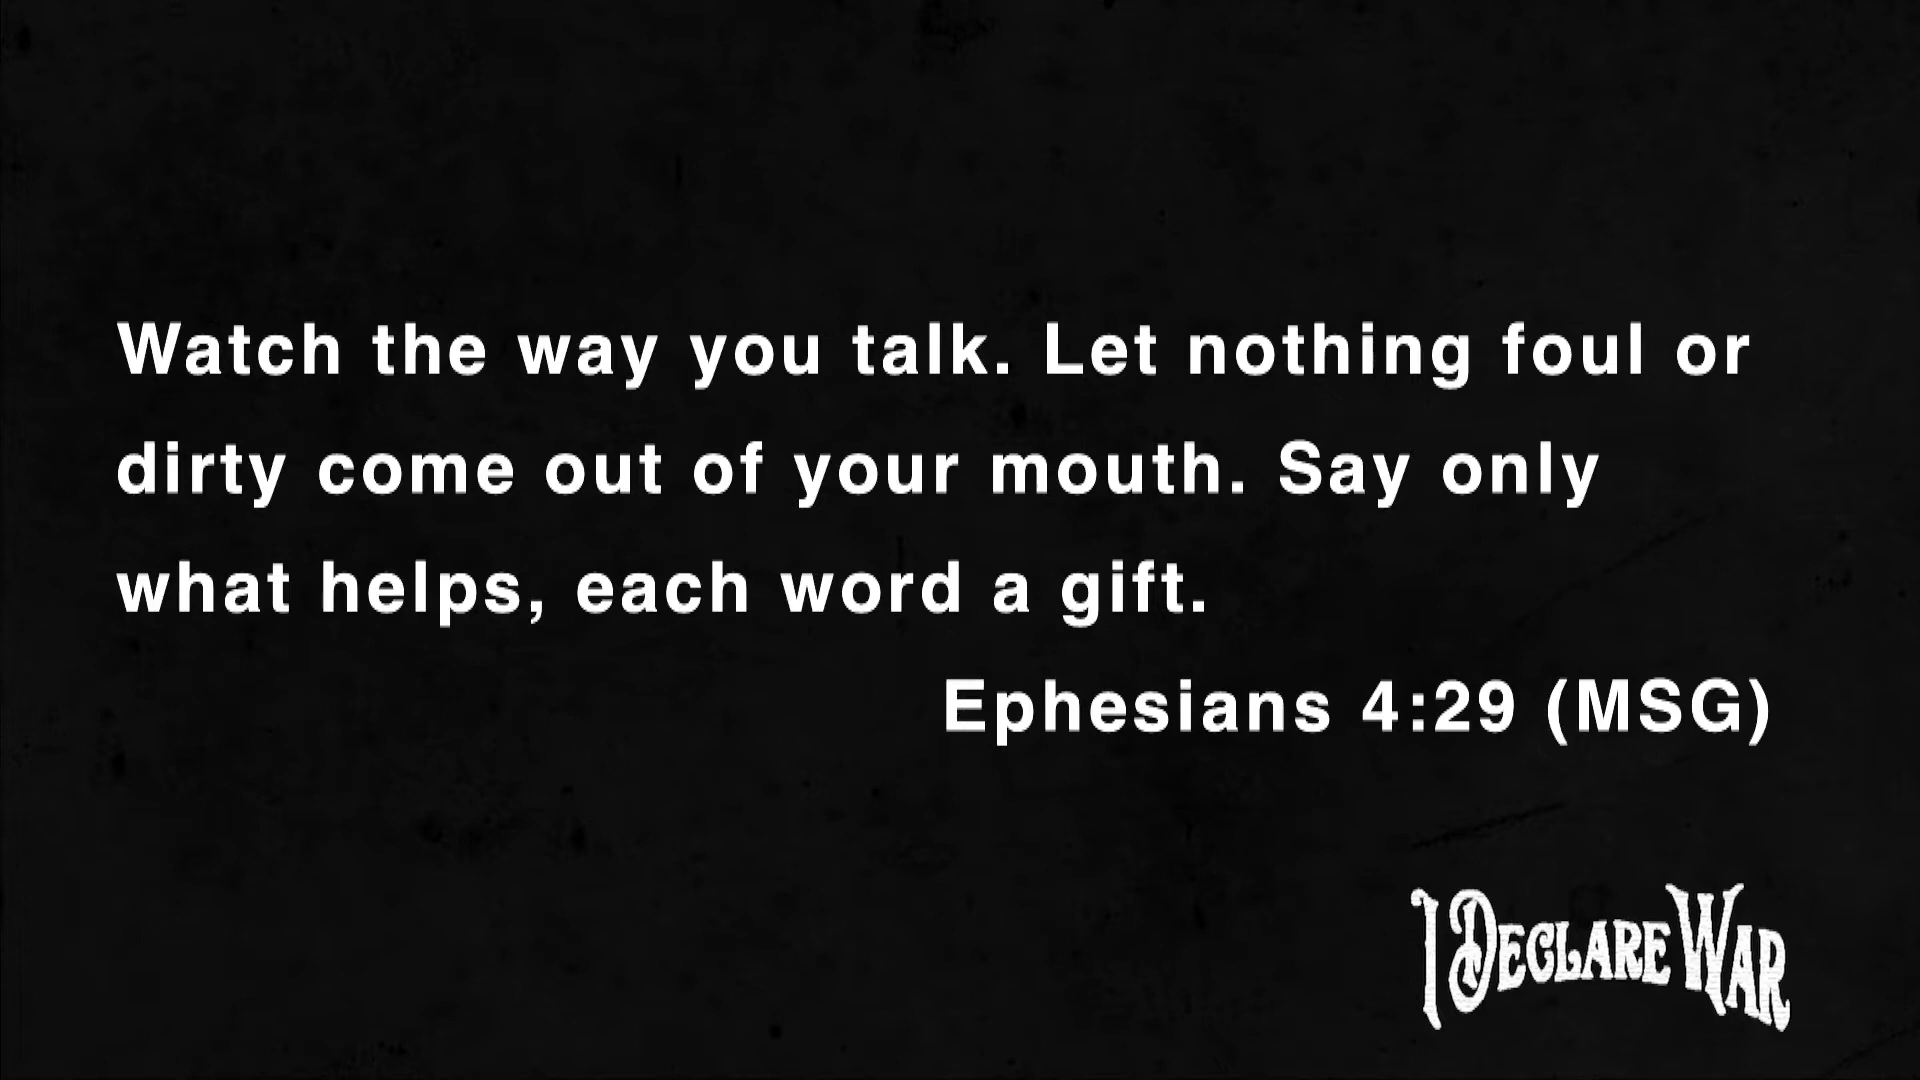 Watch the way you talk. Let nothing foul or
dirty come out of your mouth. Say only
what helps, each word a gift.
Ephesians 4:29 (MSG)
I DECLARE WAR